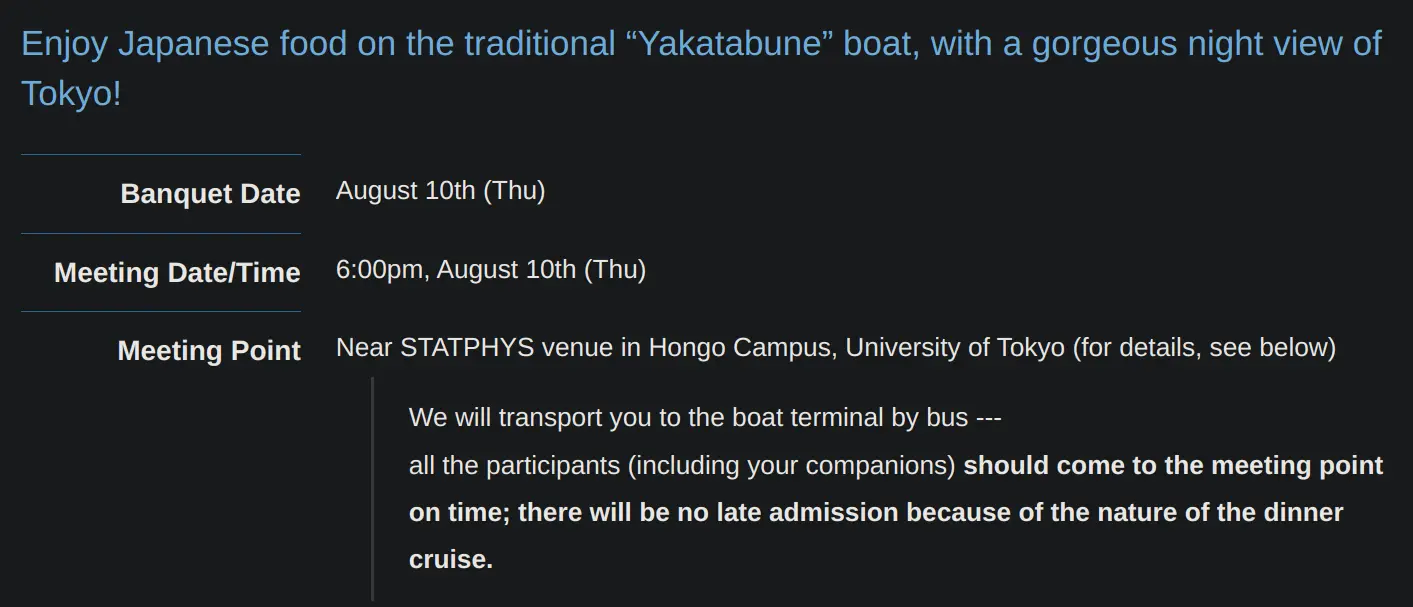 Enjoy Japanese food on the traditional “Yakatabune” boat, with a gorgeous night view of
Tokyo!
Banquet Date August 10th (Thu)
Meeting Date/Time 6:00pm, August 10th (Thu)
Meeting Point Near STATPHYS venue in Hongo Campus, University of Tokyo (for details, see below)
We will transport you to the boat terminal by bus ---
all the participants (including your companions) should come to the meeting point
on time; there will be no late admission because of the nature of the dinner
cruise.